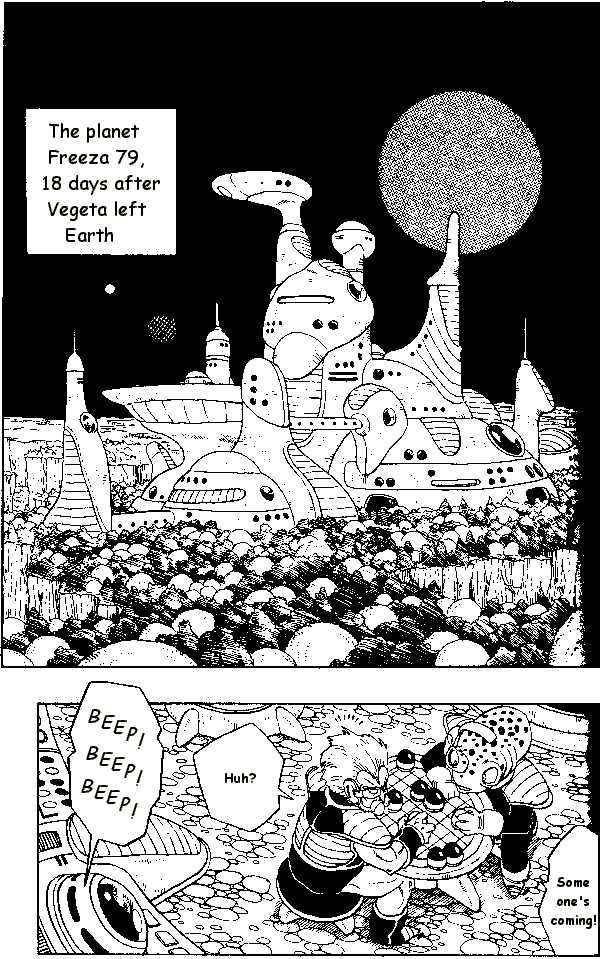 The planet
Freeza 79,
18 days after
Vegeta left
Earth
BEEP!
BEEP!
BEEP!
Huh?
Some
one's
coming!